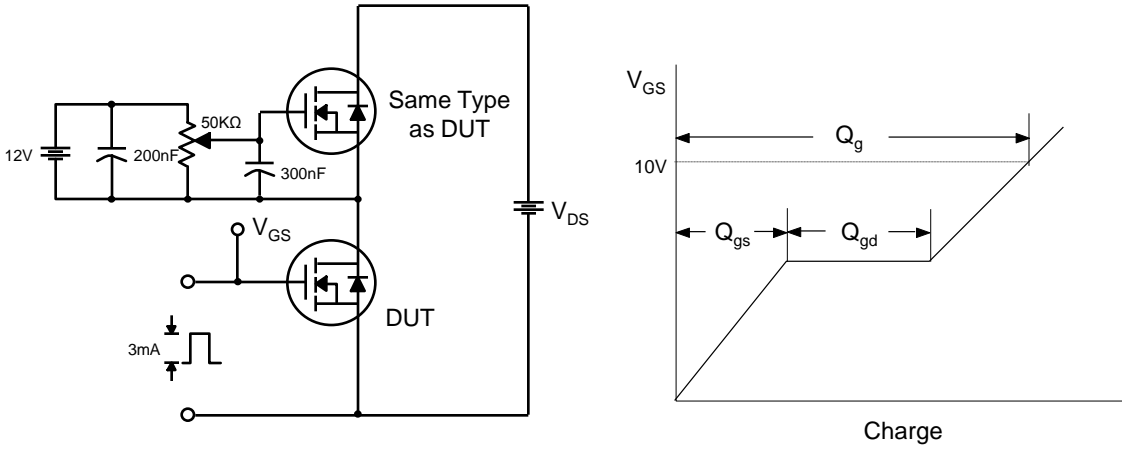 12V
200nF
50KΩ
300nF
Same Type
as DUT
V_DS
V_GS
DUT
3mA
V_GS
10V
Q_g
Q_gs
Q_gd
Charge